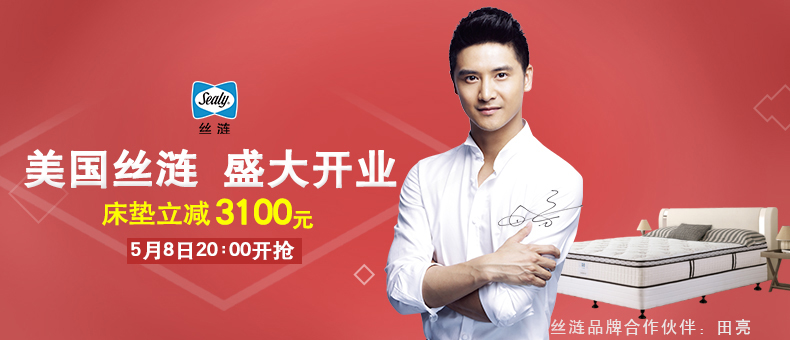 Sealy
丝涟
美国丝涟 盛大开业
床垫立减3100元
5月8日20:00开抢
丝涟品牌合作伙伴：田亮